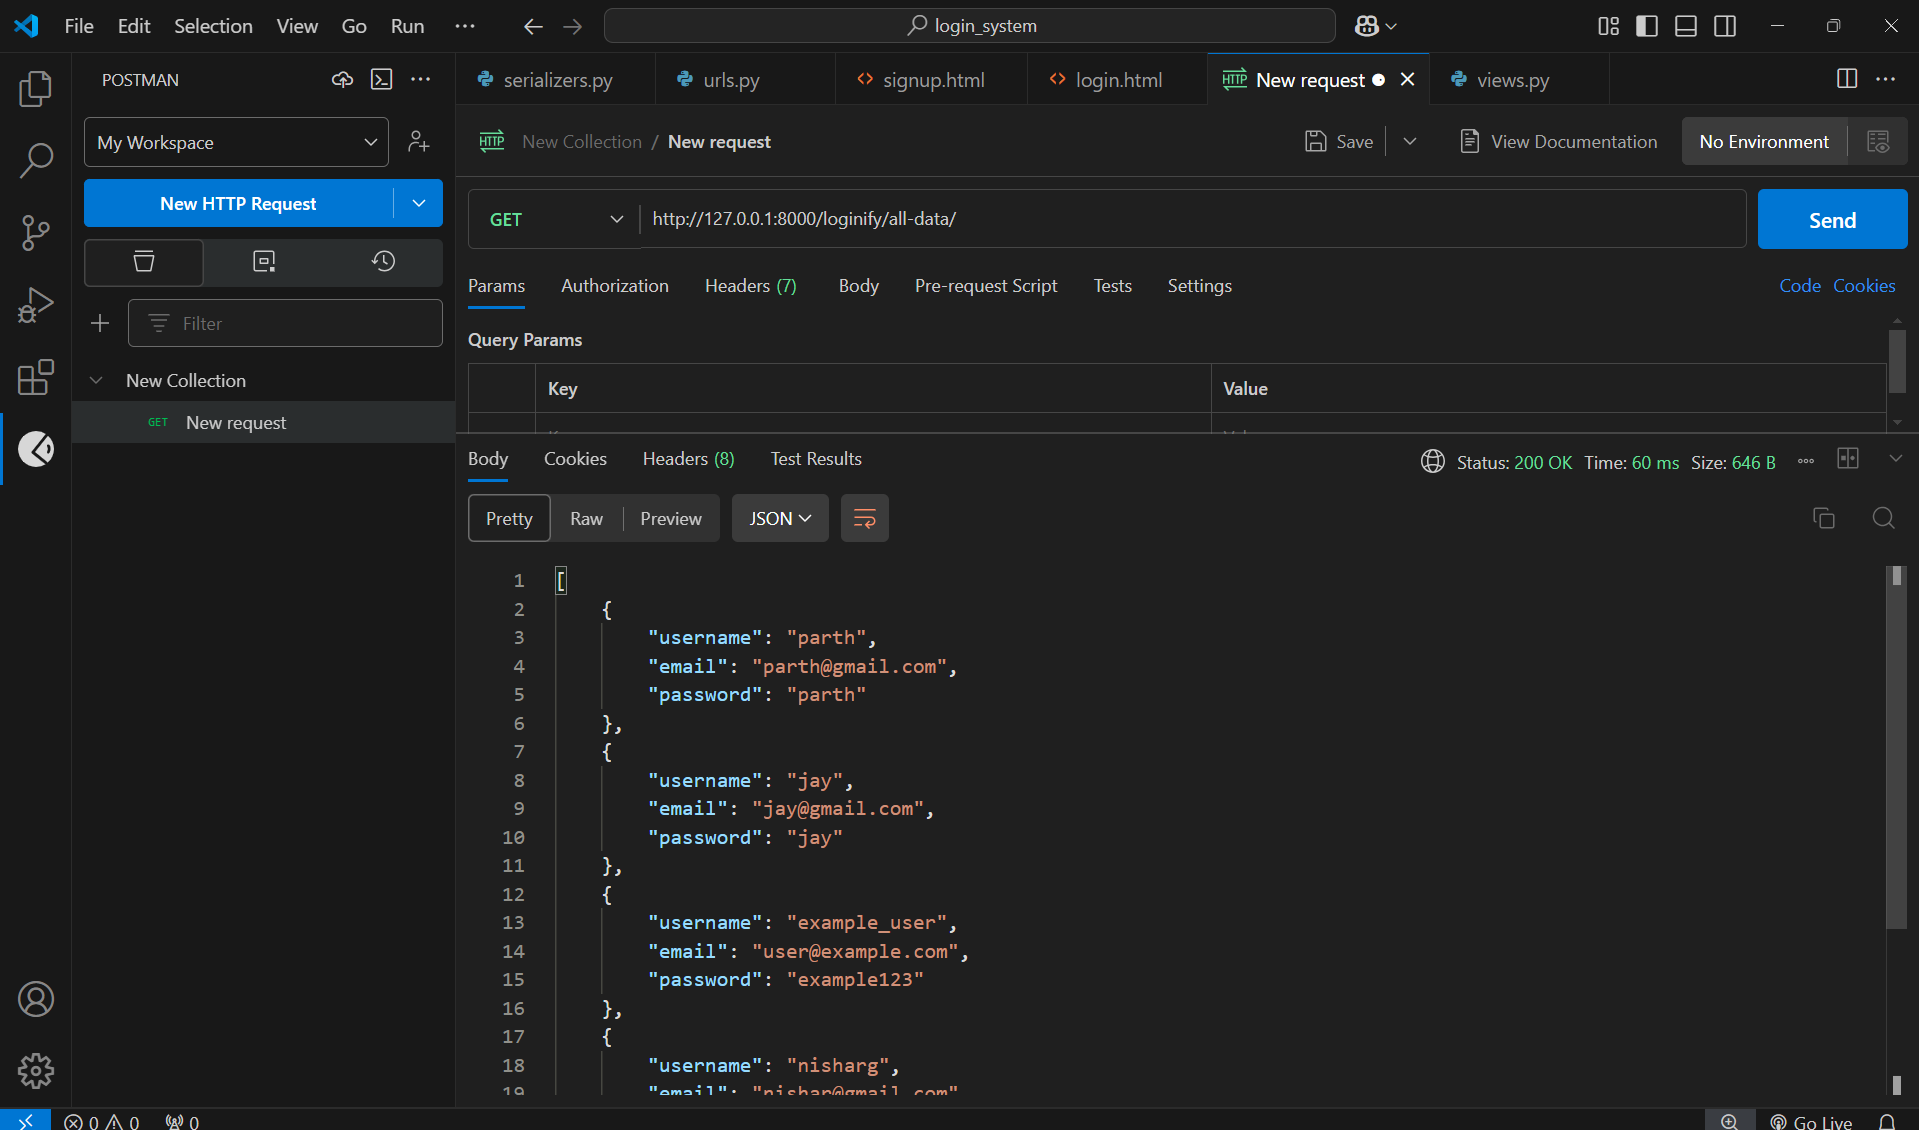 File Edit Selection View Go Run ··· login_system
POSTMAN
serializers.py urls.py signup.html login.html HTTP New request views.py
My Workspace
HTTP New Collection / New request Save View Documentation No Environment
New HTTP Request
GET http://127.0.0.1:8000/loginify/all-data/ Send
Params Authorization Headers (7) Body Pre-request Script Tests Settings Code Cookies
Filter
Query Params
New Collection
Key Value
GET New request
Body Cookies Headers (8) Test Results Status: 200 OK Time: 60 ms Size: 646 B
Pretty Raw Preview JSON
1 [
2 {
3 "username": "parth",
4 "email": "parth@gmail.com",
5 "password": "parth"
6 },
7 {
8 "username": "jay",
9 "email": "jay@gmail.com",
10 "password": "jay"
11 },
12 {
13 "username": "example_user",
14 "email": "user@example.com",
15 "password": "example123"
16 },
17 {
18 "username": "nisharg",
19 "email": "nishar@gmail.com"
0 0 0 Go Live